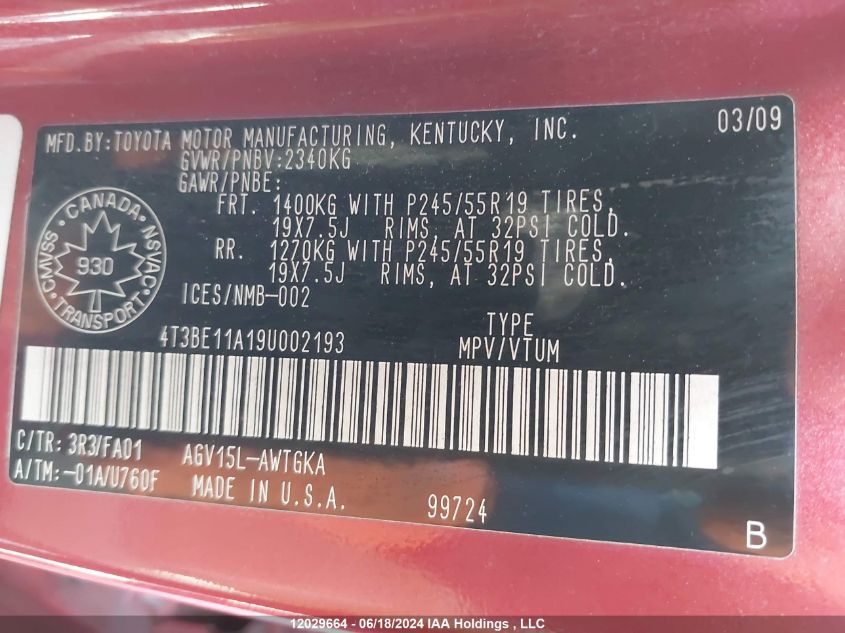 MFD.BY:TOYOTA MOTOR MANUFACTURING, KENTUCKY, INC. 03/09
GVWR/PNBV:2340KG
GAWR/PNBE:
FRT. 1400KG WITH P245/55R19 TIRES,
19X7.5J RIMS, AT 32PSI COLD.
RR. 1270KG WITH P245/55R19 TIRES,
19X7.5J RIMS, AT 32PSI COLD.
CANADA
CMVSS 930 NSVAC
TRANSPORT
ICES/NMB-002
4T3BE11A19U002193
TYPE
MPV/VTUM
C/TR: 3R3/FA01 AGV15L-AWTGKA
A/TM:-01A/U760F MADE IN U.S.A. 99724
B
12029664 - 06/18/2024 IAA Holdings , LLC